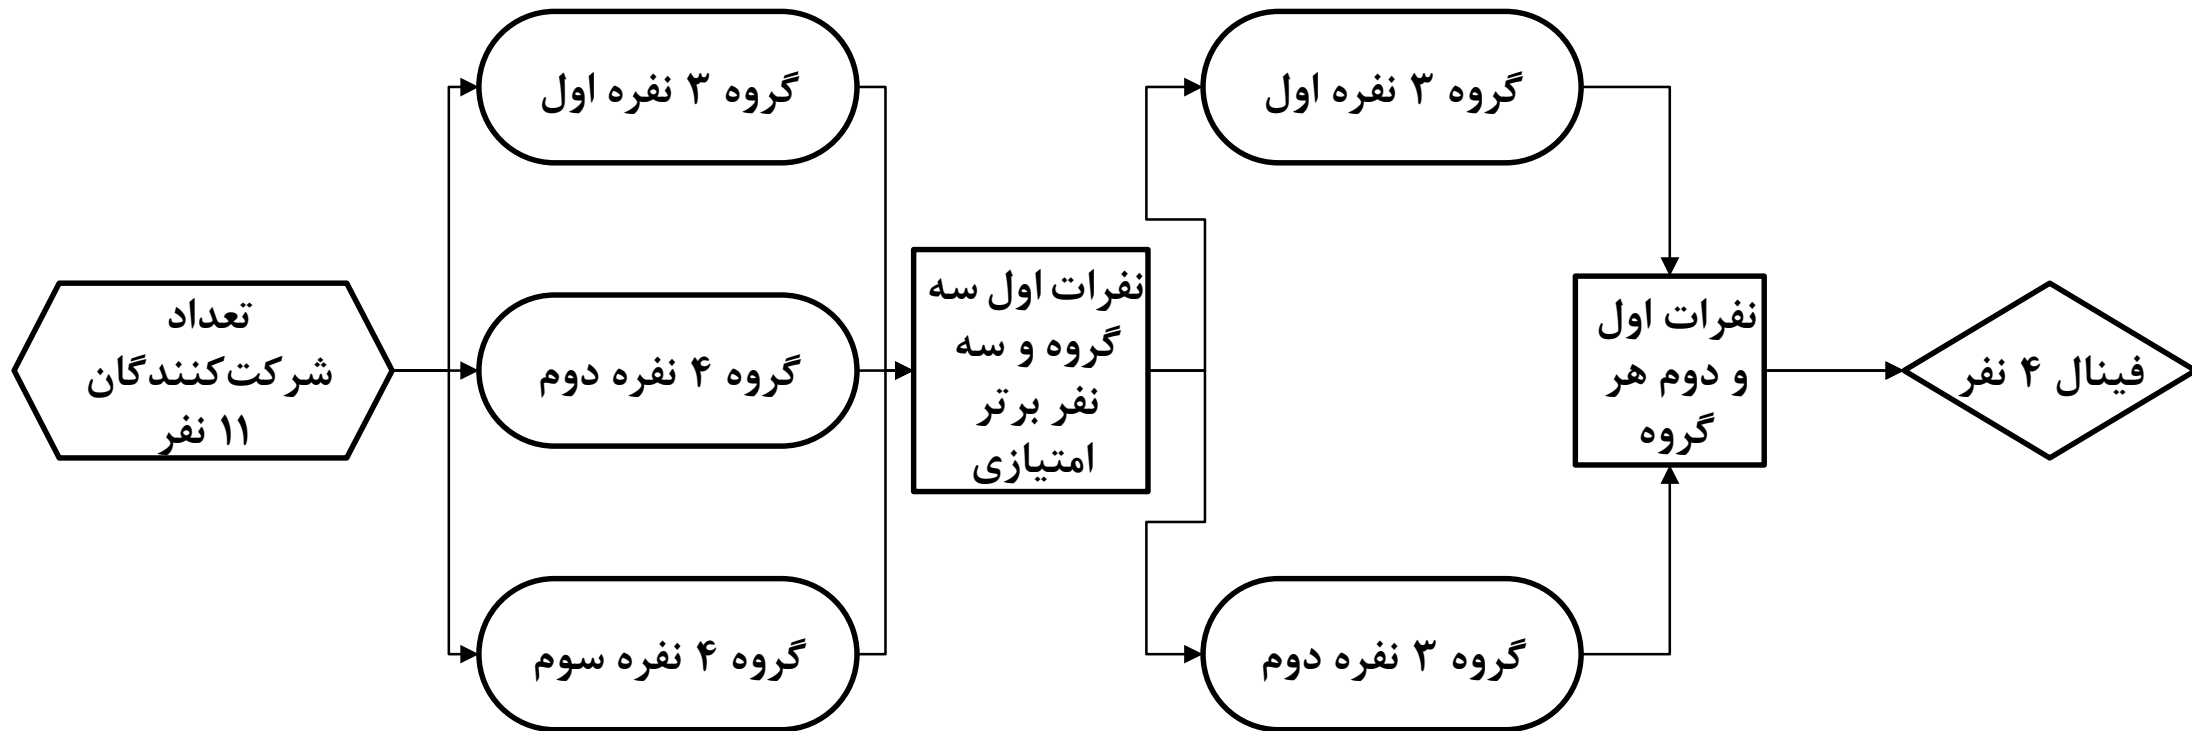 تعداد
شرکت‌کنندگان
۱۱ نفر
گروه ۳ نفره اول
گروه ۴ نفره دوم
گروه ۴ نفره سوم
نفرات اول سه
گروه و سه
نفر برتر
امتیازی
گروه ۳ نفره اول
گروه ۳ نفره دوم
نفرات اول
و دوم هر
گروه
فینال ۴ نفر